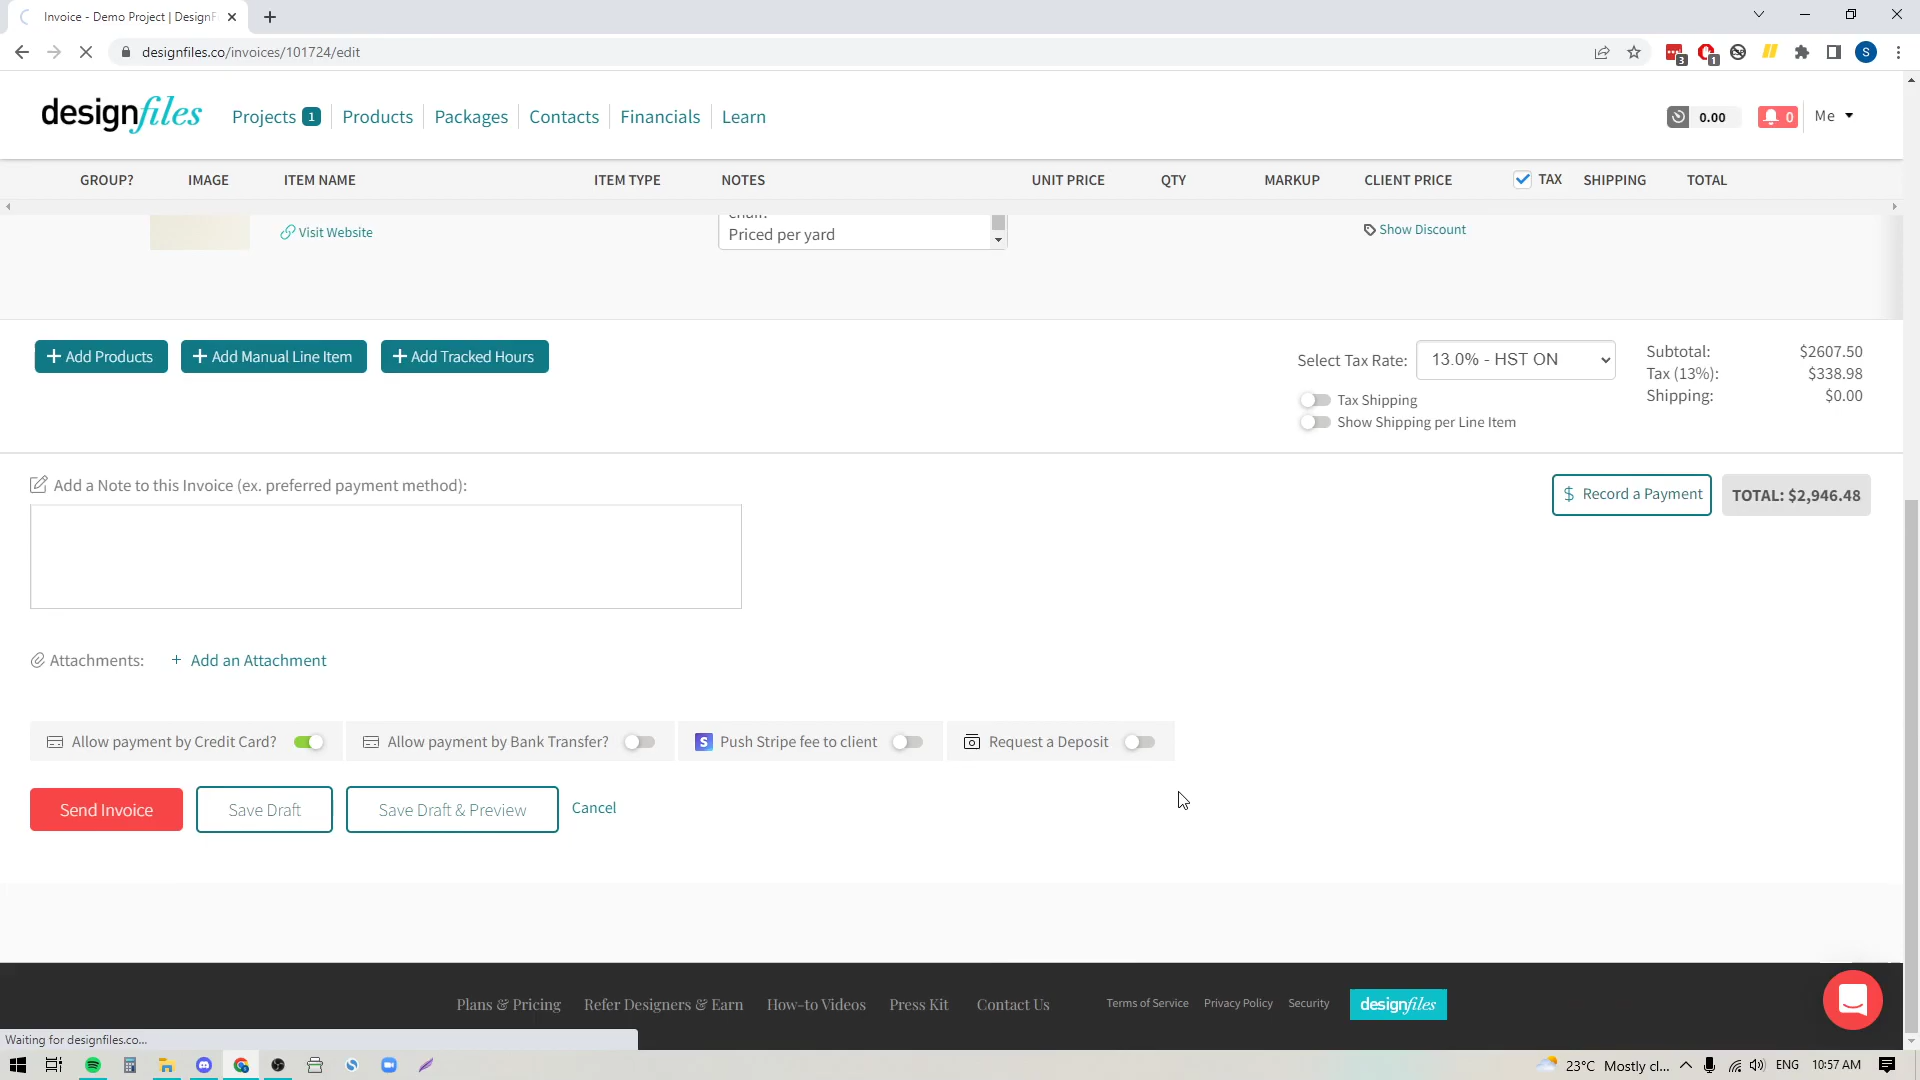 Invoice - Demo Project | DesignF
designfiles.co/invoices/101724/edit
3
1
S
designfiles
Projects 1
Products
Packages
Contacts
Financials
Learn
0.00
0
Me
GROUP?
IMAGE
ITEM NAME
ITEM TYPE
NOTES
UNIT PRICE
QTY
MARKUP
CLIENT PRICE
TAX
SHIPPING
TOTAL
Visit Website
chair.
Priced per yard
Show Discount
+ Add Products
+ Add Manual Line Item
+ Add Tracked Hours
Select Tax Rate: 13.0% - HST ON
Tax Shipping
Show Shipping per Line Item
Subtotal: $2607.50
Tax (13%): $338.98
Shipping: $0.00
Add a Note to this Invoice (ex. preferred payment method):
$ Record a Payment
TOTAL: $2,946.48
Attachments: + Add an Attachment
Allow payment by Credit Card?
Allow payment by Bank Transfer?
S Push Stripe fee to client
Request a Deposit
Send Invoice
Save Draft
Save Draft & Preview
Cancel
Plans & Pricing
Refer Designers & Earn
How-to Videos
Press Kit
Contact Us
Terms of Service
Privacy Policy
Security
designfiles
Waiting for designfiles.co...
23°C Mostly cl...
ENG
10:57 AM